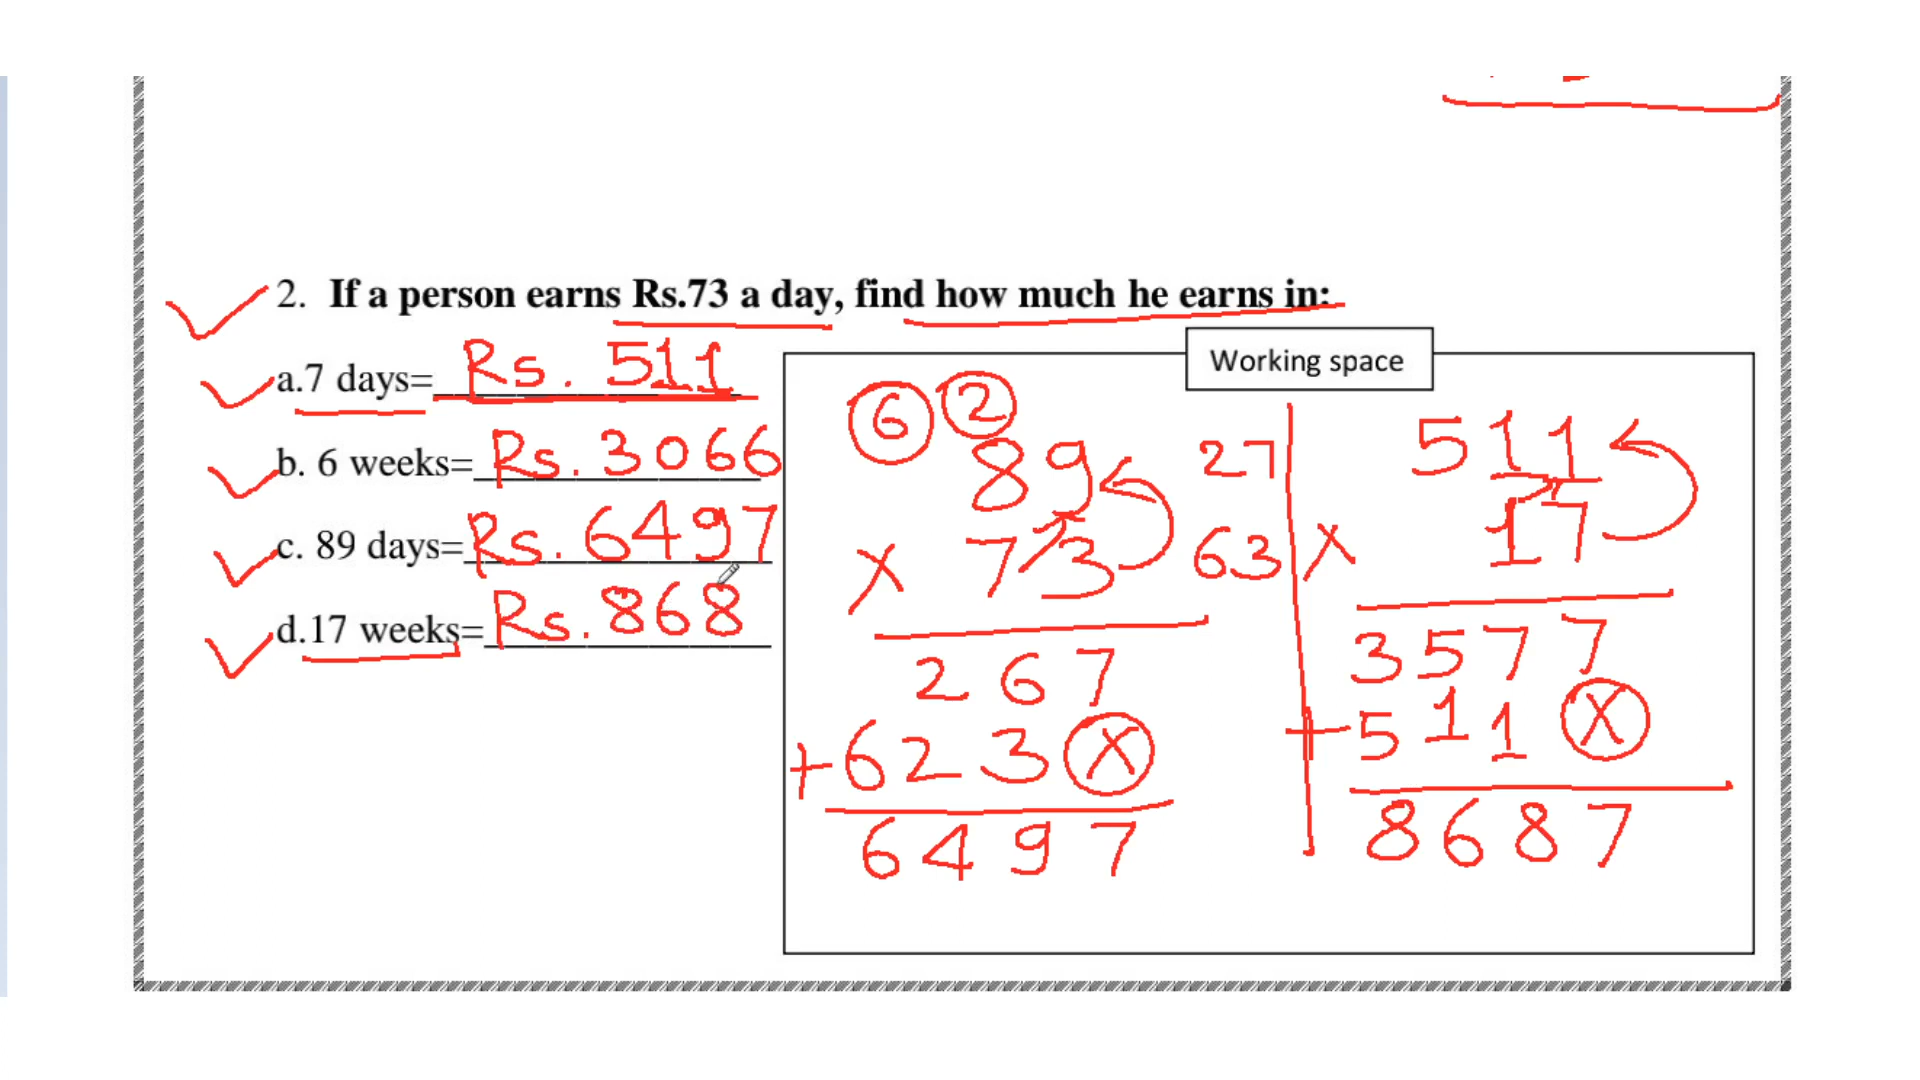 2. If a person earns Rs.73 a day, find how much he earns in:
a.7 days= Rs. 511
b. 6 weeks= Rs. 3066
c. 89 days= Rs. 6497
d.17 weeks= Rs. 868
Working space
6 2
89
27
x 73
63
267
+623x
6497
511
x 17
3577
+511x
8687